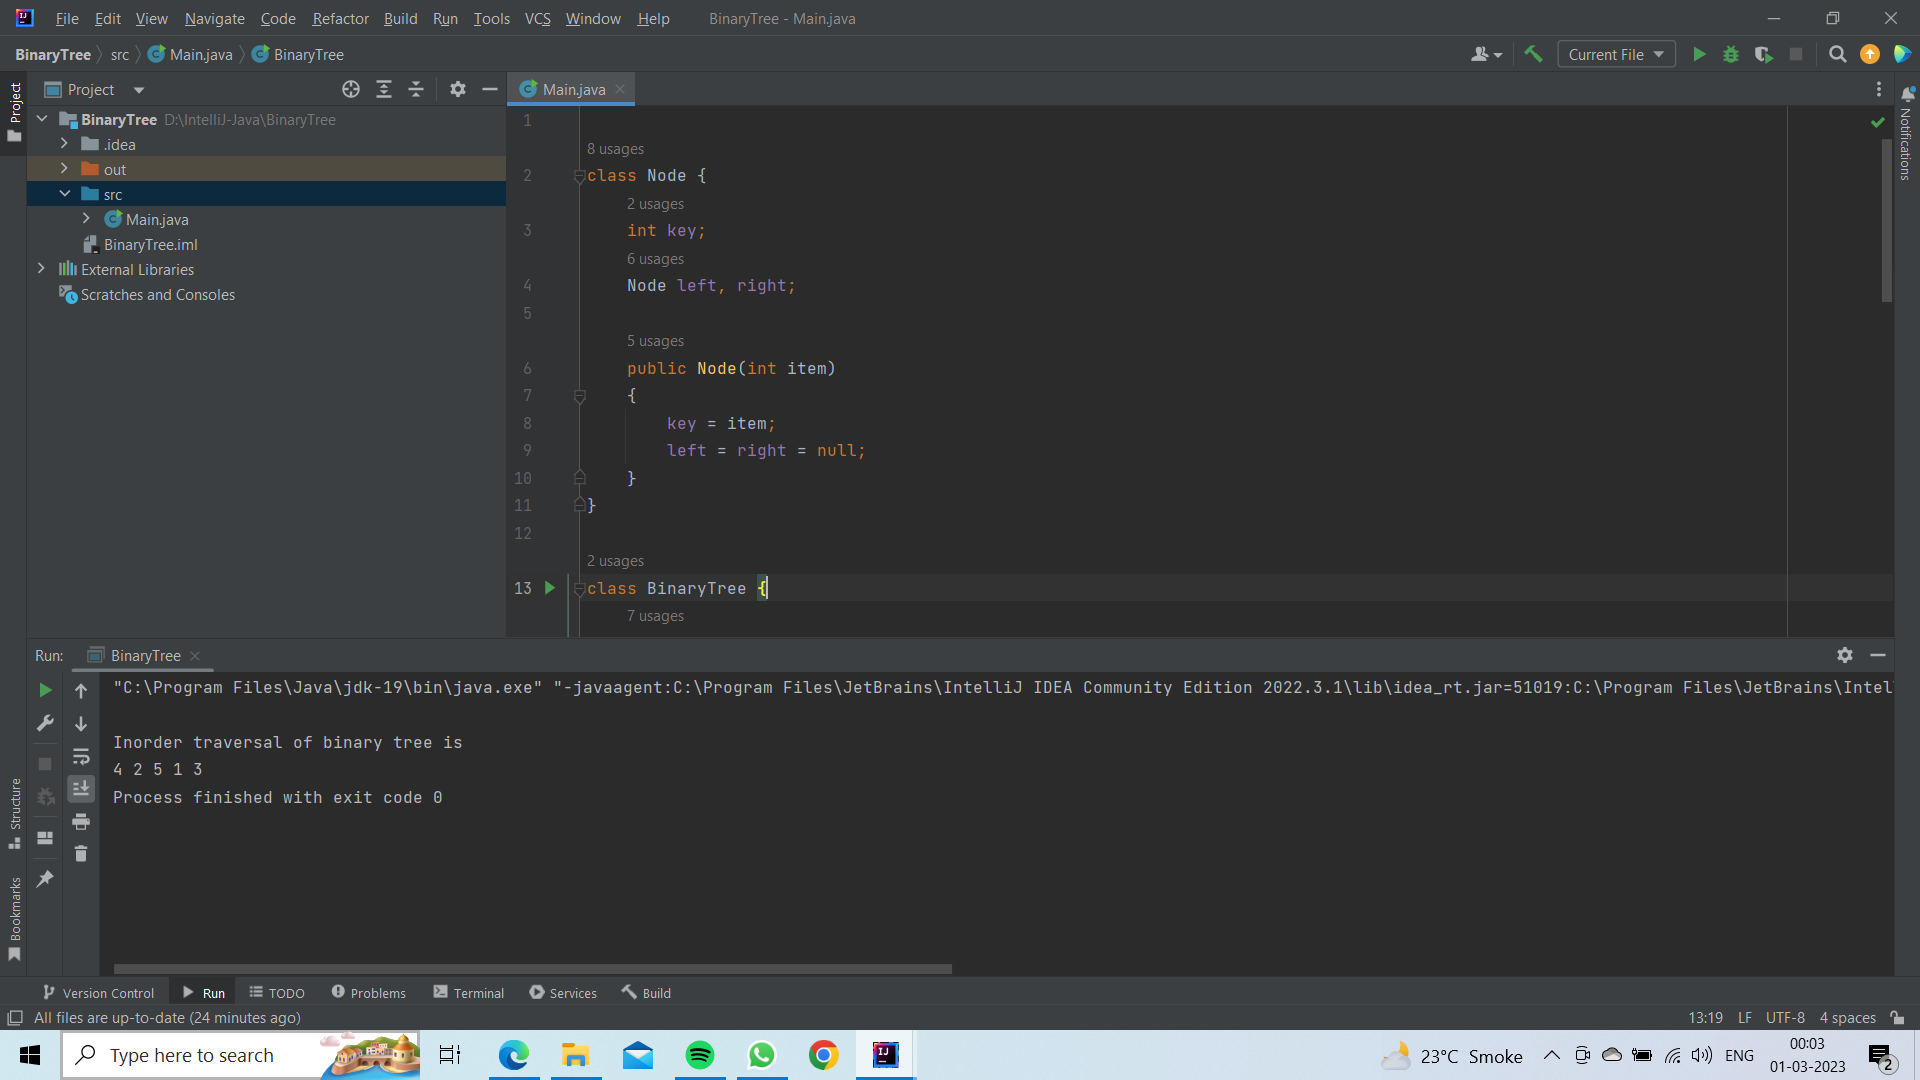 File Edit View Navigate Code Refactor Build Run Tools VCS Window Help BinaryTree - Main.java
BinaryTree src Main.java BinaryTree Current File
Project
Project
BinaryTree D:\IntelliJ-Java\BinaryTree
.idea
out
src
Main.java
BinaryTree.iml
External Libraries
Scratches and Consoles
Main.java
1
8 usages
2 class Node {
2 usages
3 int key;
6 usages
4 Node left, right;
5
5 usages
6 public Node(int item)
7 {
8 key = item;
9 left = right = null;
10 }
11 }
12
2 usages
13 class BinaryTree {
7 usages
Notifications
Run: BinaryTree
"C:\Program Files\Java\jdk-19\bin\java.exe" "-javaagent:C:\Program Files\JetBrains\IntelliJ IDEA Community Edition 2022.3.1\lib\idea_rt.jar=51019:C:\Program Files\JetBrains\Intel
Inorder traversal of binary tree is
4 2 5 1 3
Process finished with exit code 0
Structure
Bookmarks
Version Control Run TODO Problems Terminal Services Build
All files are up-to-date (24 minutes ago) 13:19 LF UTF-8 4 spaces
Type here to search 23°C Smoke ENG 00:03
01-03-2023
2